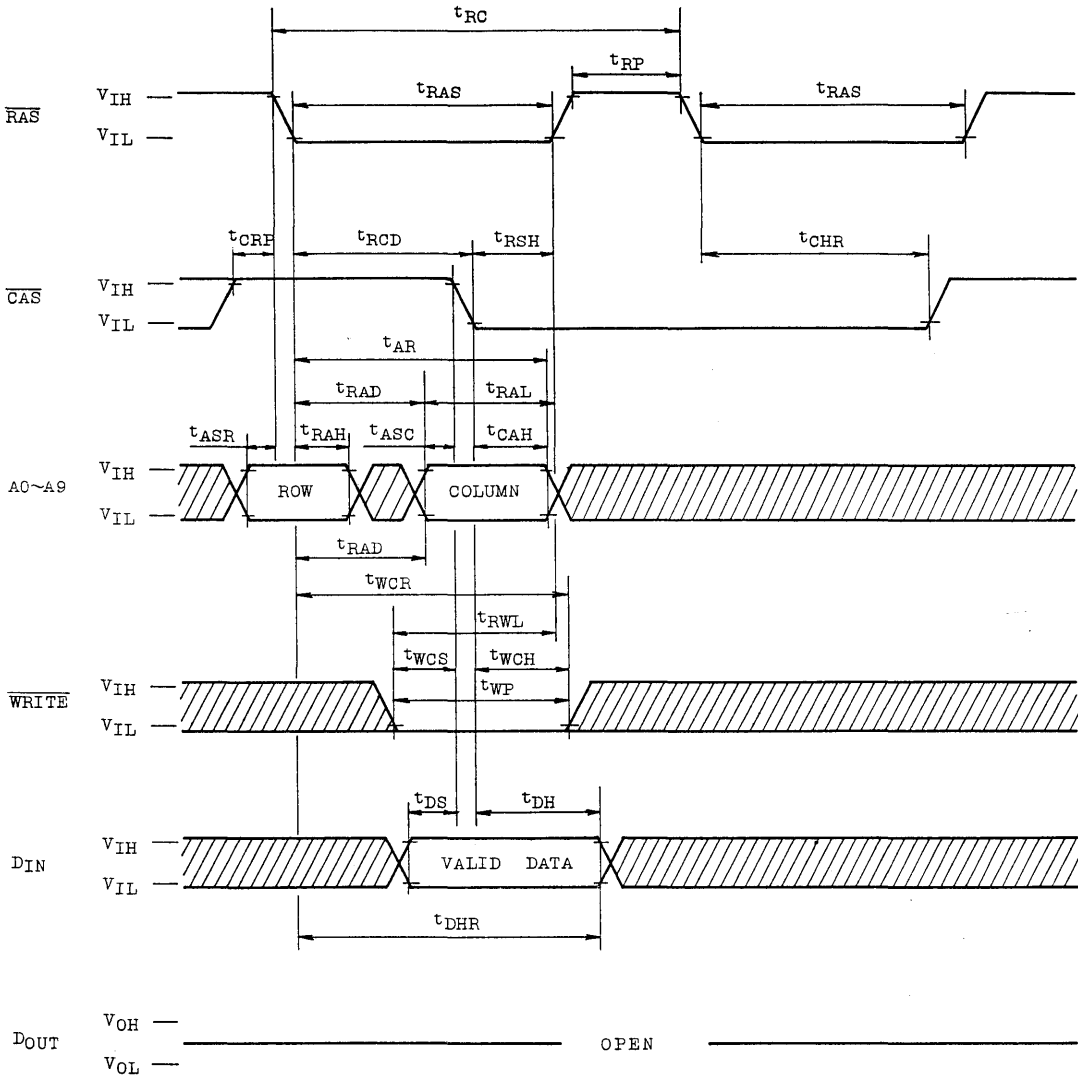 tRC
tRP
tRAS
tRAS
RAS
VIH
VIL
tCRP
tRCD
tRSH
tCHR
CAS
VIH
VIL
tAR
tRAD
tRAL
tASR
tRAH
tASC
tCAH
A0~A9
VIH
VIL
ROW
COLUMN
tRAD
tWCR
tRWL
tWCS
tWCH
tWP
WRITE
VIH
VIL
tDS
tDH
DIN
VIH
VIL
VALID DATA
tDHR
DOUT
VOH
VOL
OPEN